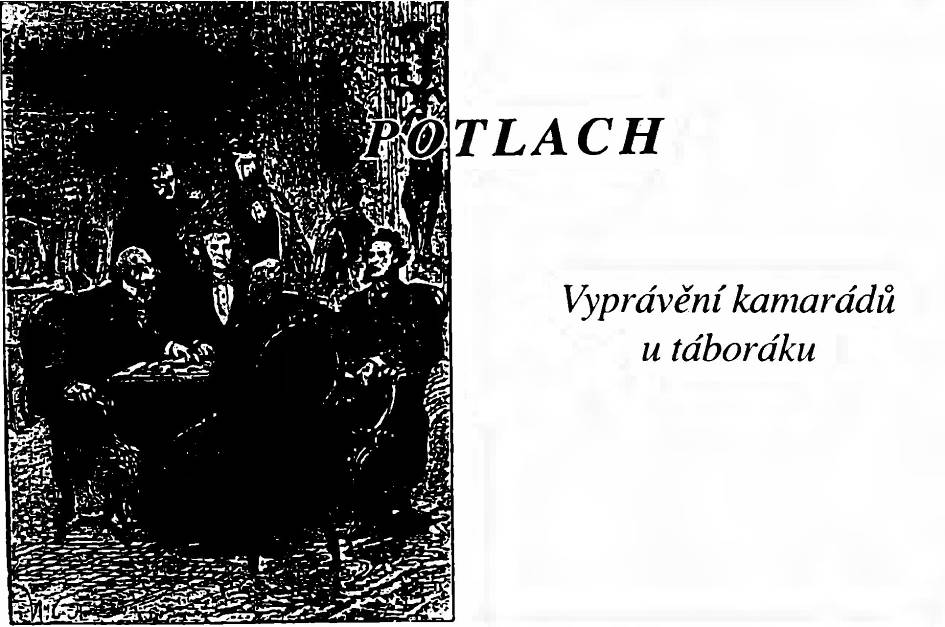 POTLACH
Vyprávění kamarádů
u táboráku